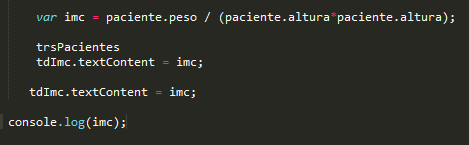 var imc = paciente.peso / (paciente.altura*paciente.altura);
trsPacientes
tdImc.textContent = imc;
tdImc.textContent = imc;
console.log(imc);